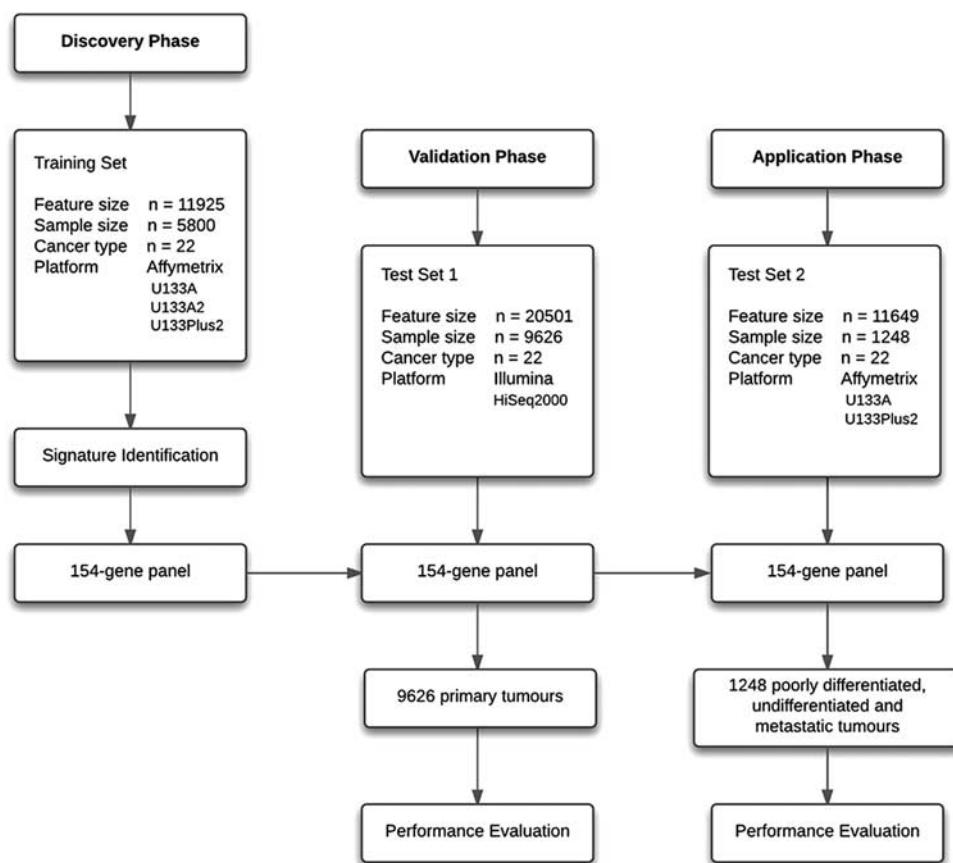 Discovery Phase
Training Set
Feature size n = 11925
Sample size n = 5800
Cancer type n = 22
Platform Affymetrix
U133A
U133A2
U133Plus2
Signature Identification
154-gene panel
Validation Phase
Test Set 1
Feature size n = 20501
Sample size n = 9626
Cancer type n = 22
Platform Illumina
HiSeq2000
154-gene panel
9626 primary tumours
Performance Evaluation
Application Phase
Test Set 2
Feature size n = 11649
Sample size n = 1248
Cancer type n = 22
Platform Affymetrix
U133A
U133Plus2
154-gene panel
1248 poorly differentiated,
undifferentiated and
metastatic tumours
Performance Evaluation